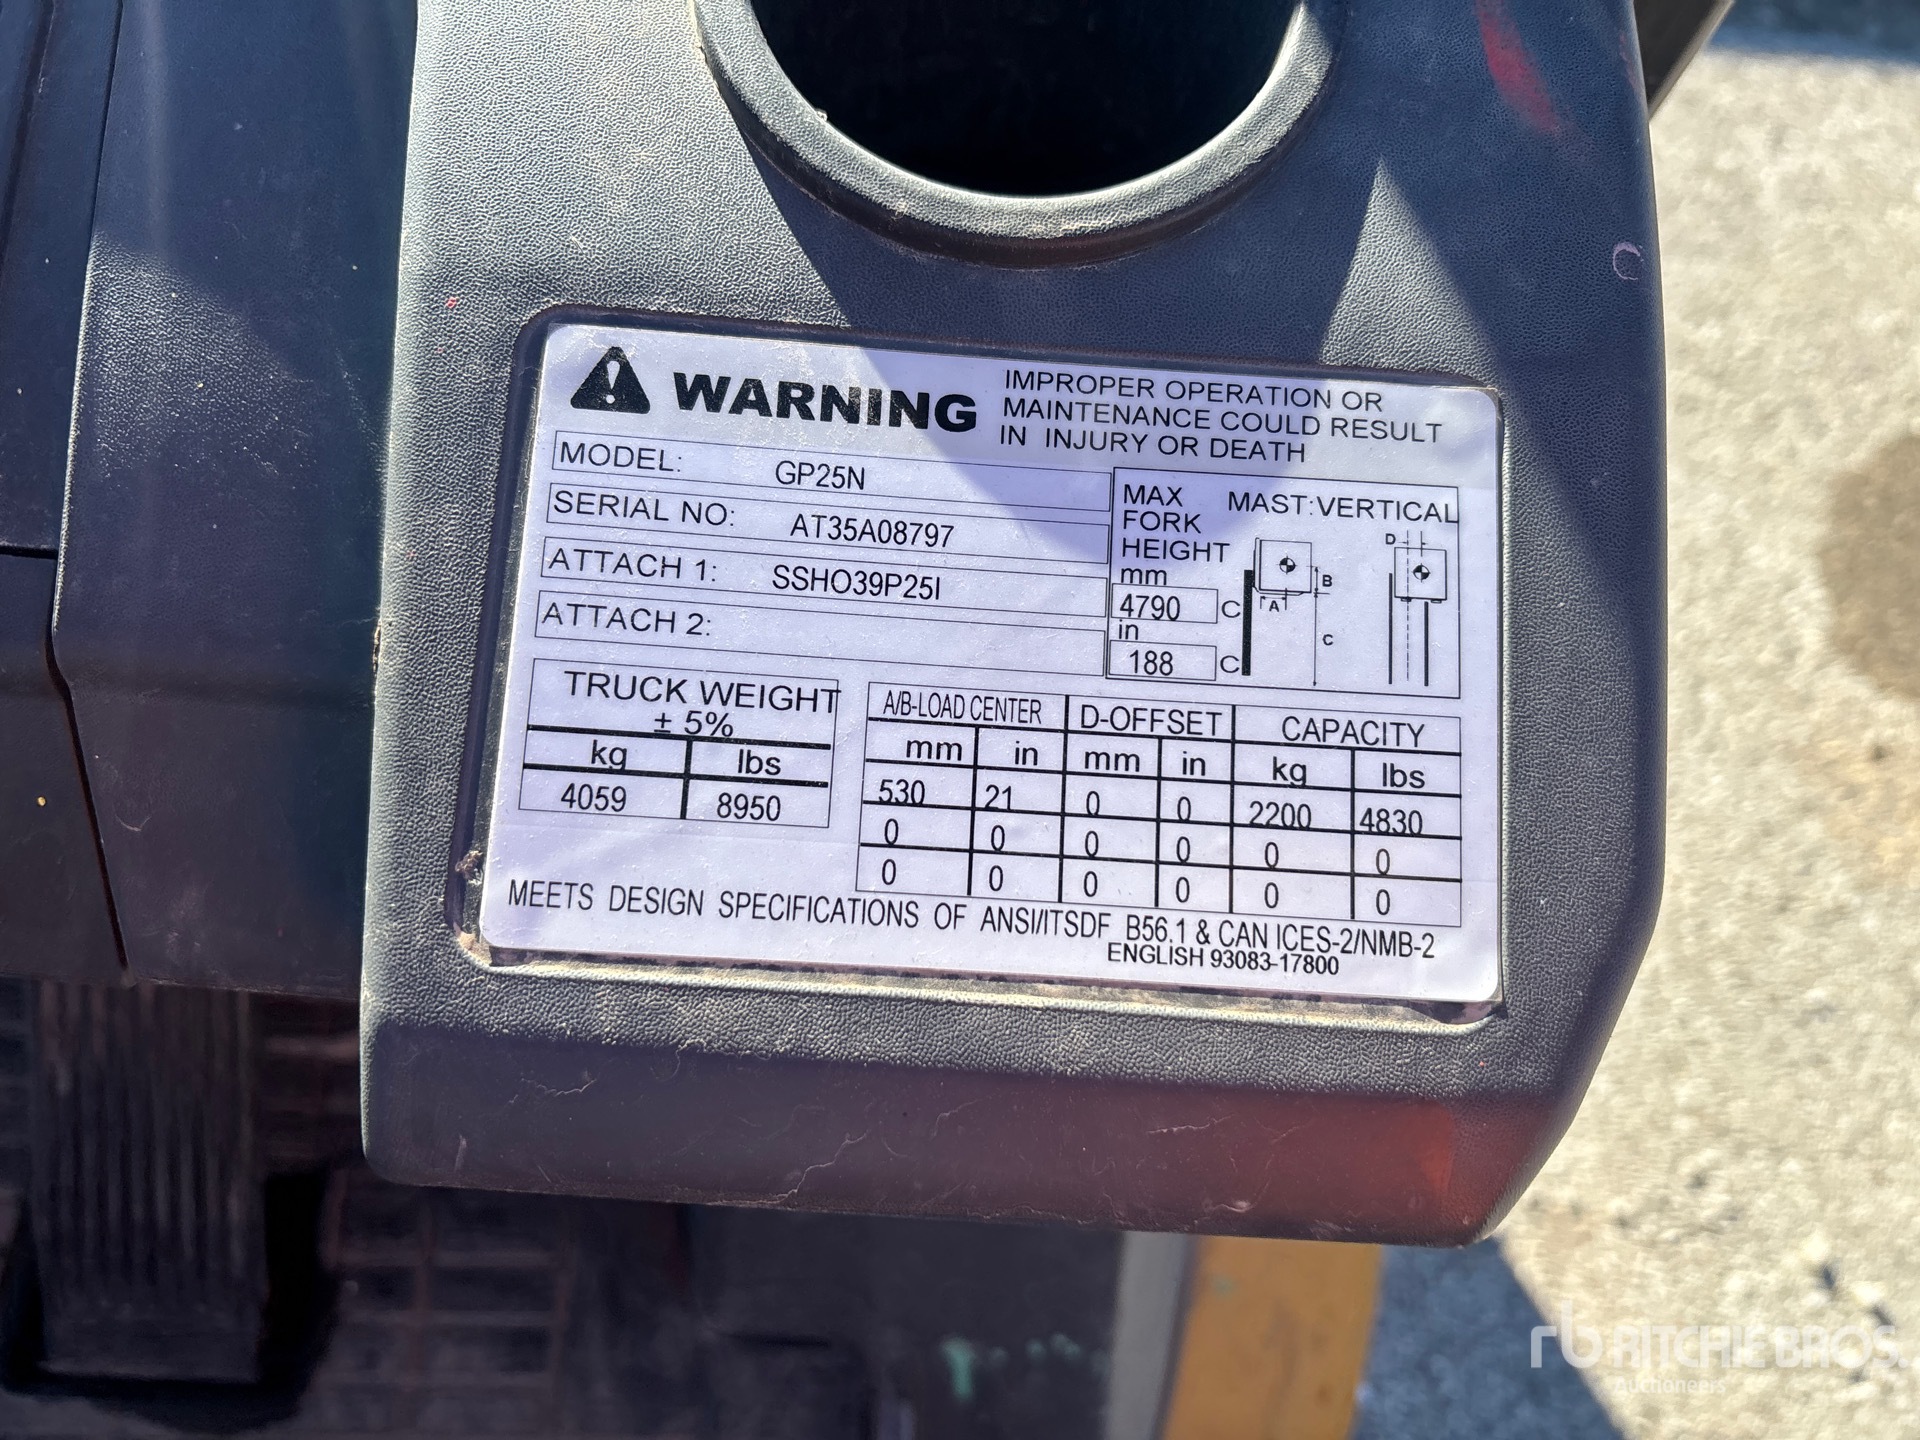 WARNING
IMPROPER OPERATION OR
MAINTENANCE COULD RESULT
IN INJURY OR DEATH
MODEL: GP25N
SERIAL NO: AT35A08797
ATTACH 1: SSHO39P25I
ATTACH 2:
MAX
FORK
HEIGHT
MAST:VERTICAL
mm
4790 C
in
188 C
A
B
C
D
TRUCK WEIGHT
± 5%
kg lbs
4059 8950
A/B-LOAD CENTER D-OFFSET CAPACITY
mm in mm in kg lbs
530 21 0 0 2200 4830
0 0 0 0 0 0
0 0 0 0 0 0
MEETS DESIGN SPECIFICATIONS OF ANSI/ITSDF B56.1 & CAN ICES-2/NMB-2
ENGLISH 93083-17800
rb RITCHIE BROS.
Auctioneers